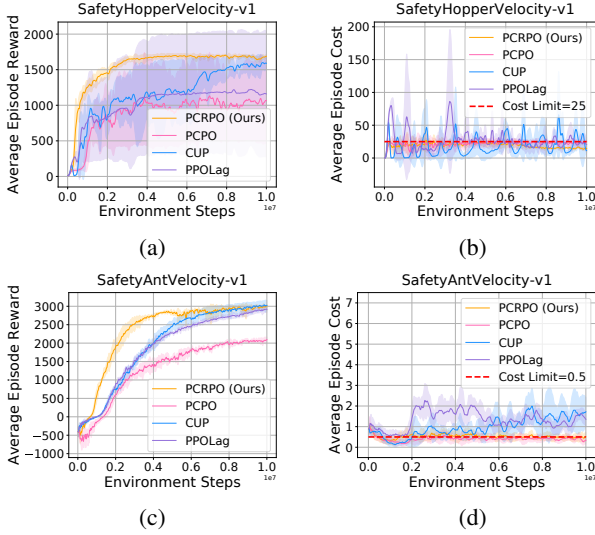 SafetyHopperVelocity-v1
Average Episode Reward
2000
1500
1000
500
0
0.0 0.2 0.4 0.6 0.8 1.0
1e7
Environment Steps
PCRPO (Ours)
PCPO
CUP
PPOLag
(a)
SafetyHopperVelocity-v1
Average Episode Cost
200
150
100
50
0
0.0 0.2 0.4 0.6 0.8 1.0
1e7
Environment Steps
PCRPO (Ours)
PCPO
CUP
PPOLag
Cost Limit=25
(b)
SafetyAntVelocity-v1
Average Episode Reward
3000
2500
2000
1500
1000
500
0
−500
−1000
0.0 0.2 0.4 0.6 0.8 1.0
1e7
Environment Steps
PCRPO (Ours)
PCPO
CUP
PPOLag
(c)
SafetyAntVelocity-v1
Average Episode Cost
7
6
5
4
3
2
1
0
0.0 0.2 0.4 0.6 0.8 1.0
1e7
Environment Steps
PCRPO (Ours)
PCPO
CUP
PPOLag
Cost Limit=0.5
(d)